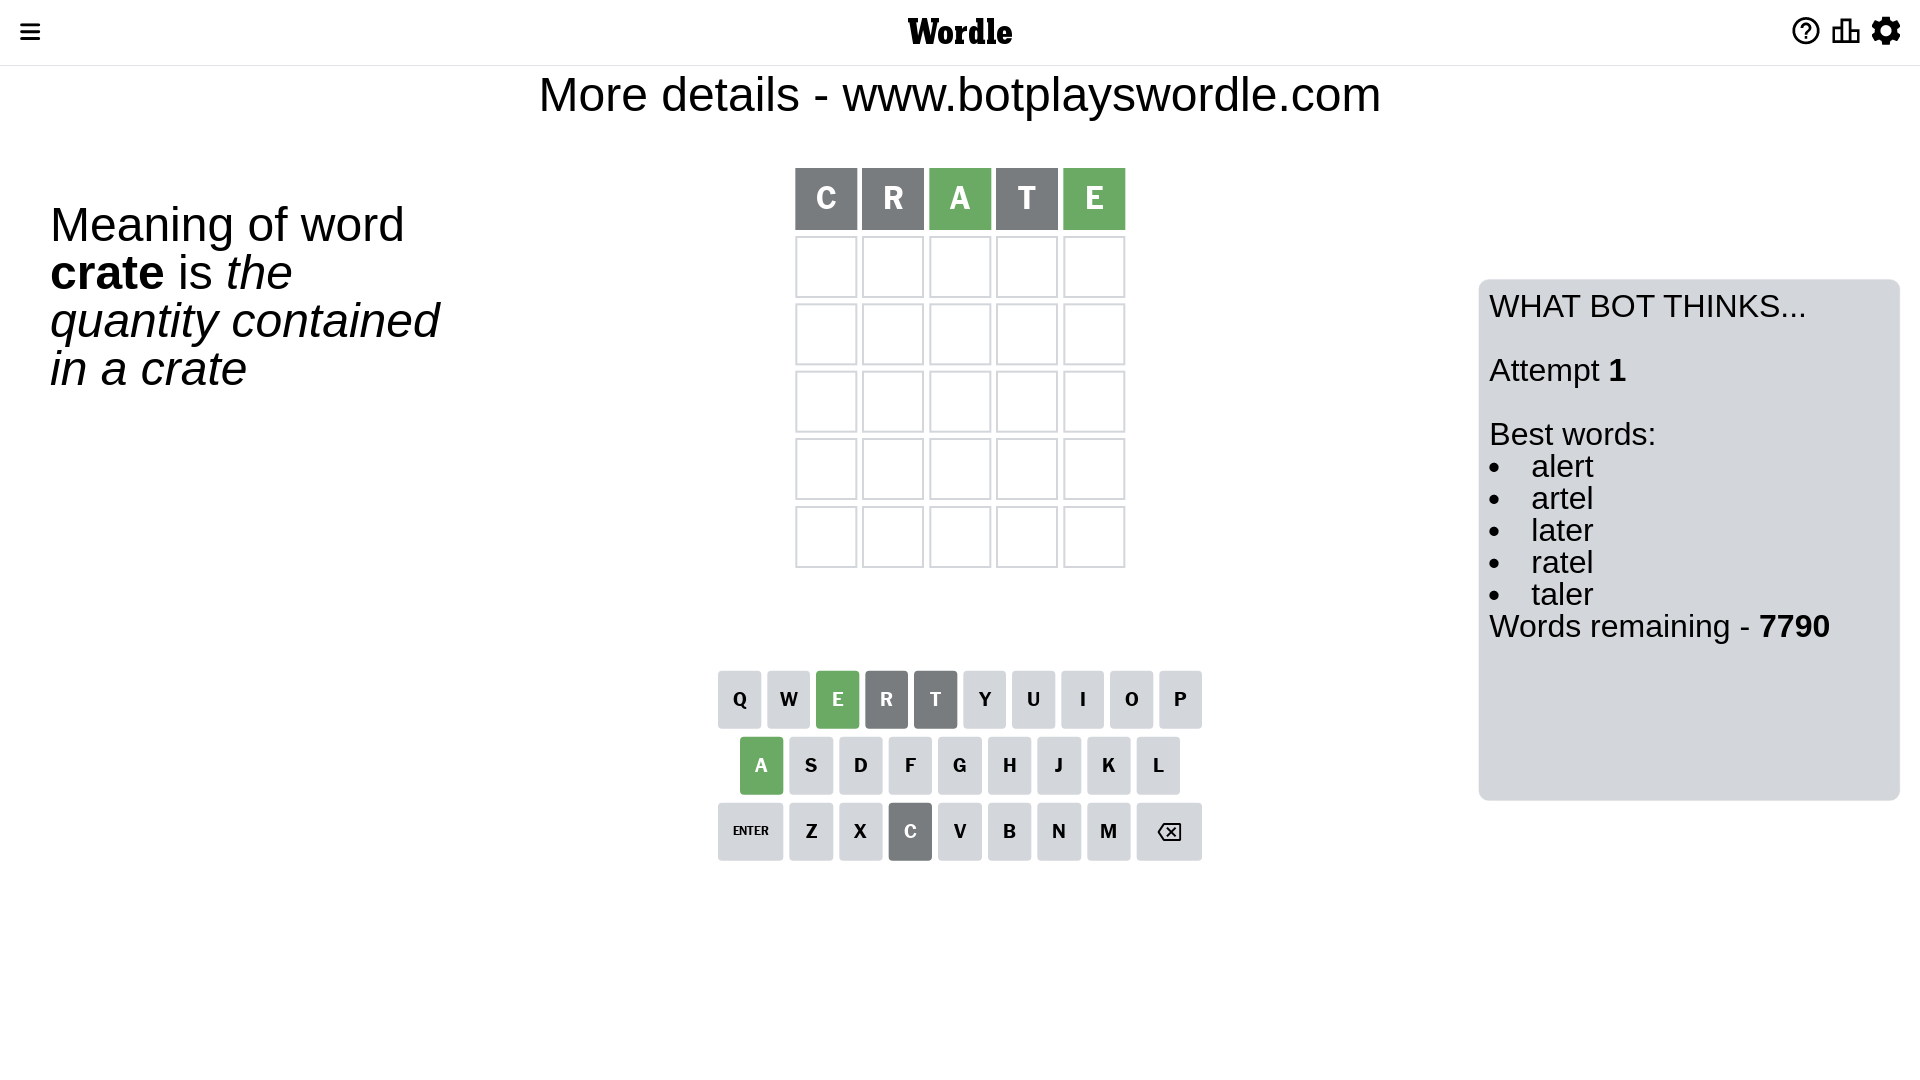 Wordle
More details - www.botplayswordle.com
Meaning of word
crate is the
quantity contained
in a crate
C R A T E
WHAT BOT THINKS...
Attempt 1
Best words:
• alert
• artel
• later
• ratel
• taler
Words remaining - 7790
Q W E R T Y U I O P
A S D F G H J K L
ENTER Z X C V B N M